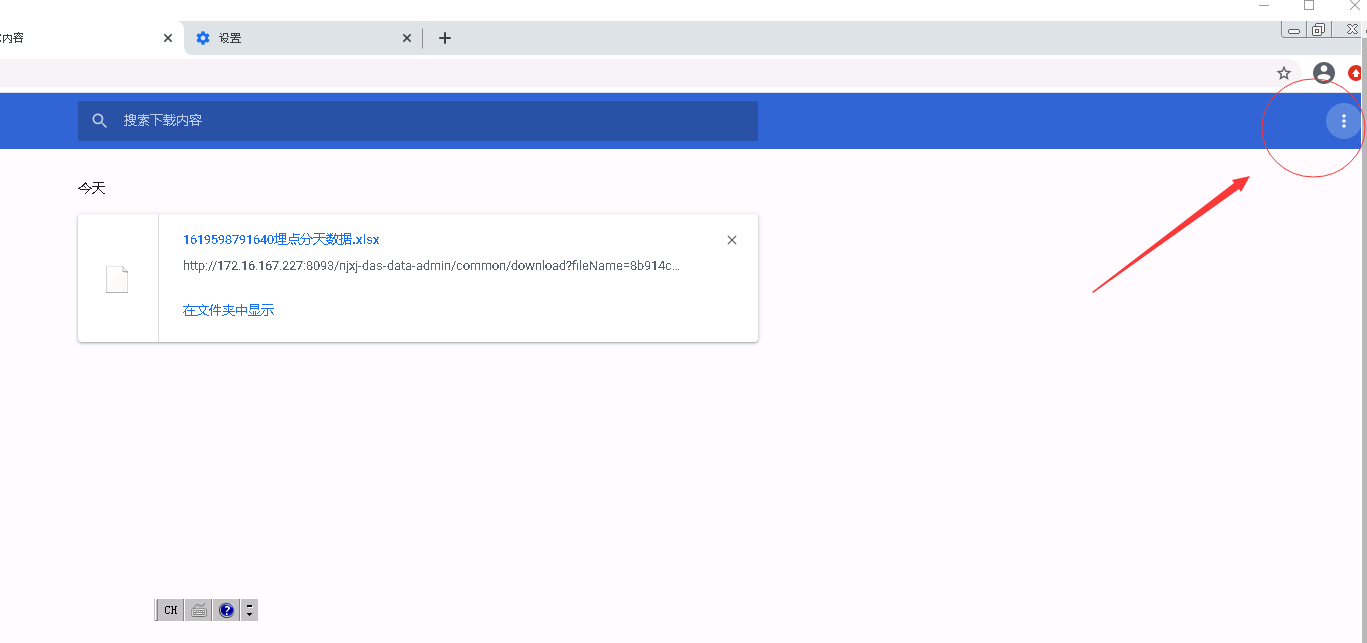 内容
设置
搜索下载内容
今天
1619598791640埋点分天数据.xlsx
http://172.16.167.227:8093/njxj-das-data-admin/common/download?fileName=8b914c...
在文件夹中显示
CH